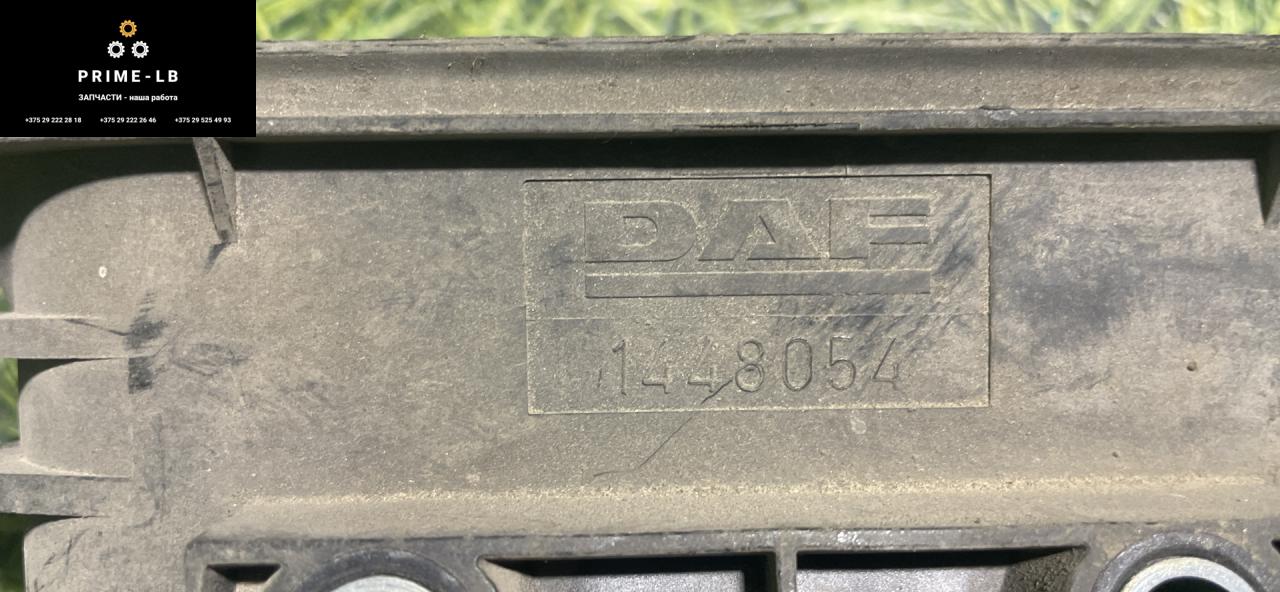 PRIME-LB
ЗАПЧАСТИ - наша работа
+375 29 222 28 18 +375 29 222 26 46 +375 29 525 49 93
DAF
1448054